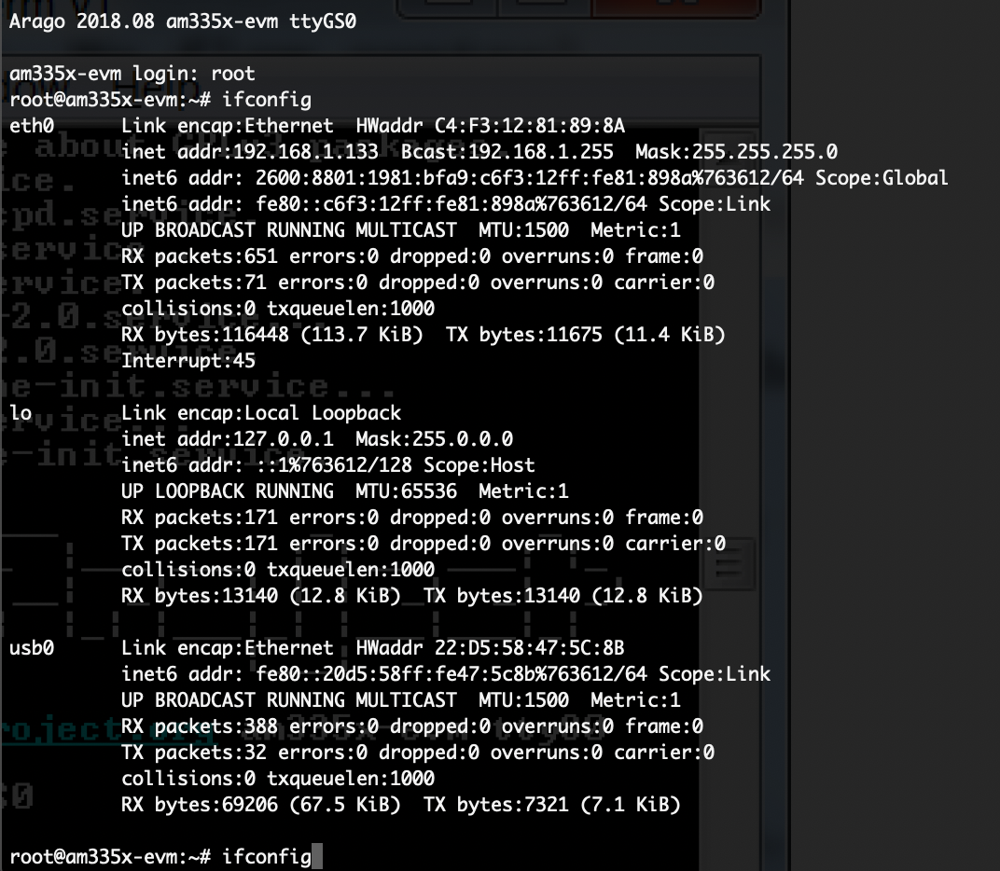 Arago 2018.08 am335x-evm ttyGS0
am335x-evm login: root
root@am335x-evm:~# ifconfig
eth0      Link encap:Ethernet  HWaddr C4:F3:12:81:89:8A
          inet addr:192.168.1.133  Bcast:192.168.1.255  Mask:255.255.255.0
          inet6 addr: 2600:8801:1981:bfa9:c6f3:12ff:fe81:898a%763612/64 Scope:Global
          inet6 addr: fe80::c6f3:12ff:fe81:898a%763612/64 Scope:Link
          UP BROADCAST RUNNING MULTICAST  MTU:1500  Metric:1
          RX packets:651 errors:0 dropped:0 overruns:0 frame:0
          TX packets:71 errors:0 dropped:0 overruns:0 carrier:0
          collisions:0 txqueuelen:1000
          RX bytes:116448 (113.7 KiB)  TX bytes:11675 (11.4 KiB)
          Interrupt:45
lo        Link encap:Local Loopback
          inet addr:127.0.0.1  Mask:255.0.0.0
          inet6 addr: ::1%763612/128 Scope:Host
          UP LOOPBACK RUNNING  MTU:65536  Metric:1
          RX packets:171 errors:0 dropped:0 overruns:0 frame:0
          TX packets:171 errors:0 dropped:0 overruns:0 carrier:0
          collisions:0 txqueuelen:1000
          RX bytes:13140 (12.8 KiB)  TX bytes:13140 (12.8 KiB)
usb0      Link encap:Ethernet  HWaddr 22:D5:58:47:5C:8B
          inet6 addr: fe80::20d5:58ff:fe47:5c8b%763612/64 Scope:Link
          UP BROADCAST RUNNING MULTICAST  MTU:1500  Metric:1
          RX packets:388 errors:0 dropped:0 overruns:0 frame:0
          TX packets:32 errors:0 dropped:0 overruns:0 carrier:0
          collisions:0 txqueuelen:1000
          RX bytes:69206 (67.5 KiB)  TX bytes:7321 (7.1 KiB)
root@am335x-evm:~# ifconfig